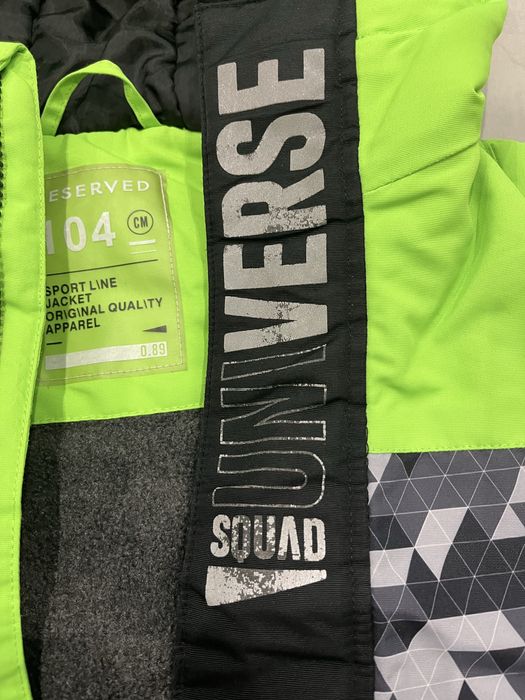 ESERVED
104 CM
SPORT LINE
JACKET
ORIGINAL QUALITY
APPAREL
0.89
UNIVERSE
SQUAD